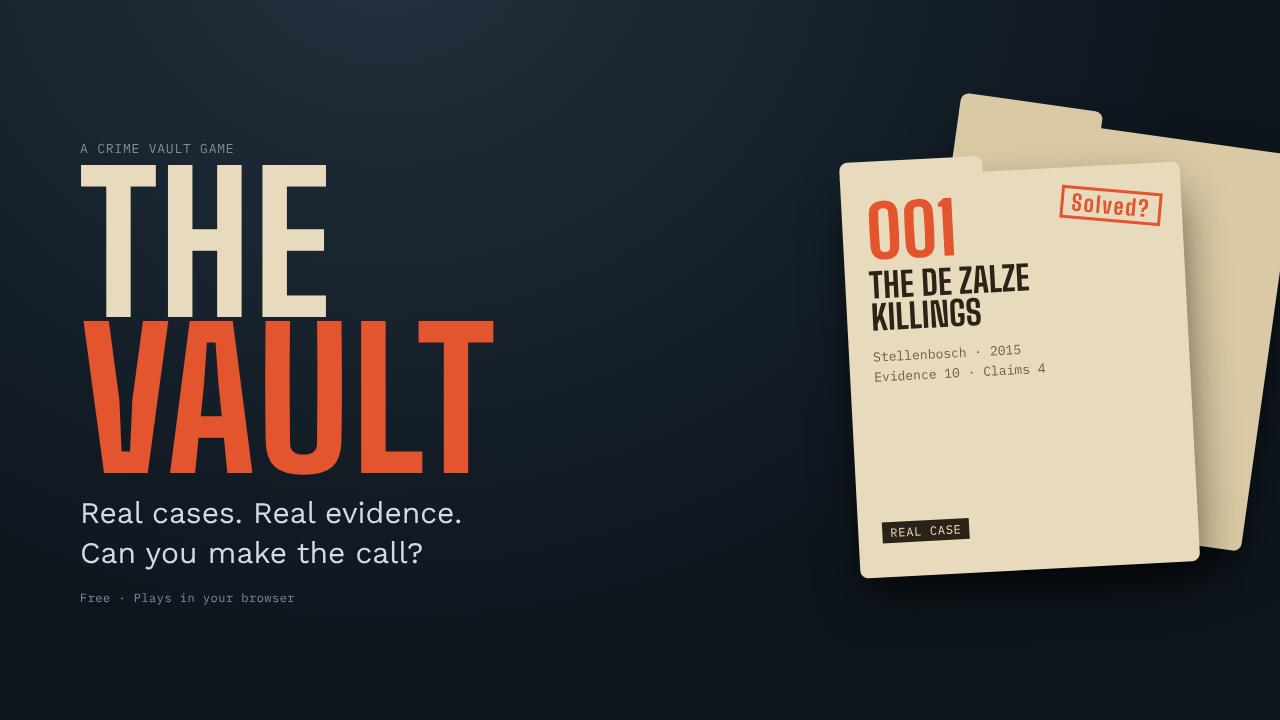 A CRIME VAULT GAME
THE
VAULT
Real cases. Real evidence.
Can you make the call?
Free · Plays in your browser
001
Solved?
THE DE ZALZE
KILLINGS
Stellenbosch · 2015
Evidence 10 · Claims 4
REAL CASE